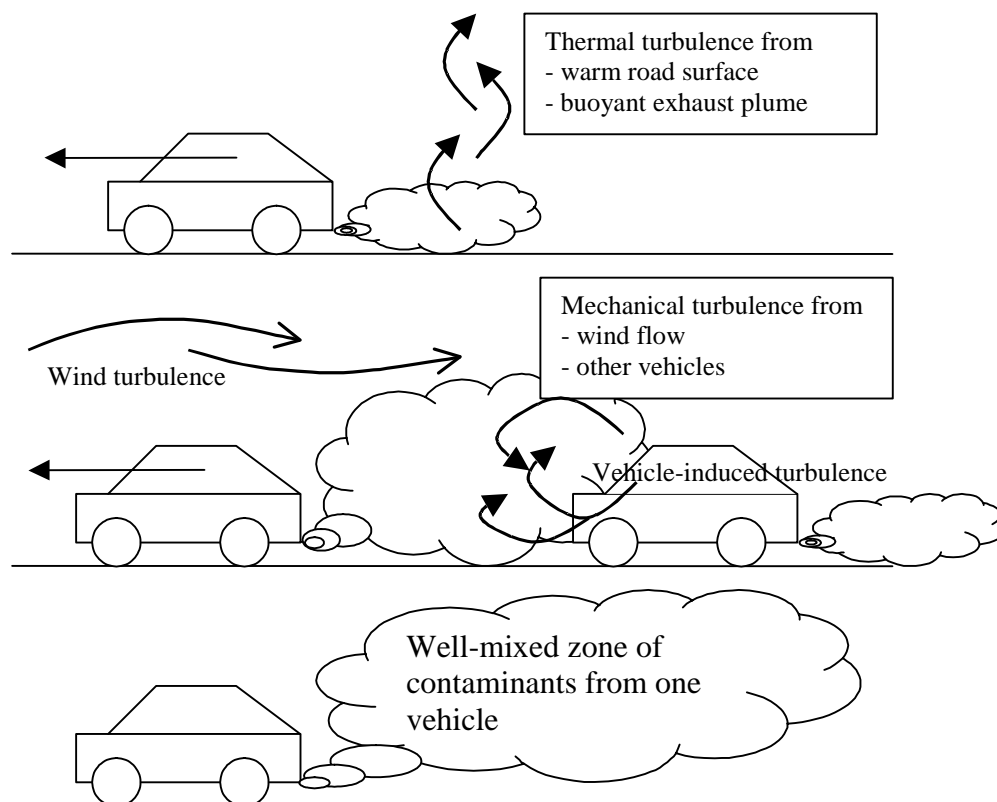 Thermal turbulence from
- warm road surface
- buoyant exhaust plume
Mechanical turbulence from
- wind flow
- other vehicles
Wind turbulence
Vehicle-induced turbulence
Well-mixed zone of
contaminants from one
vehicle